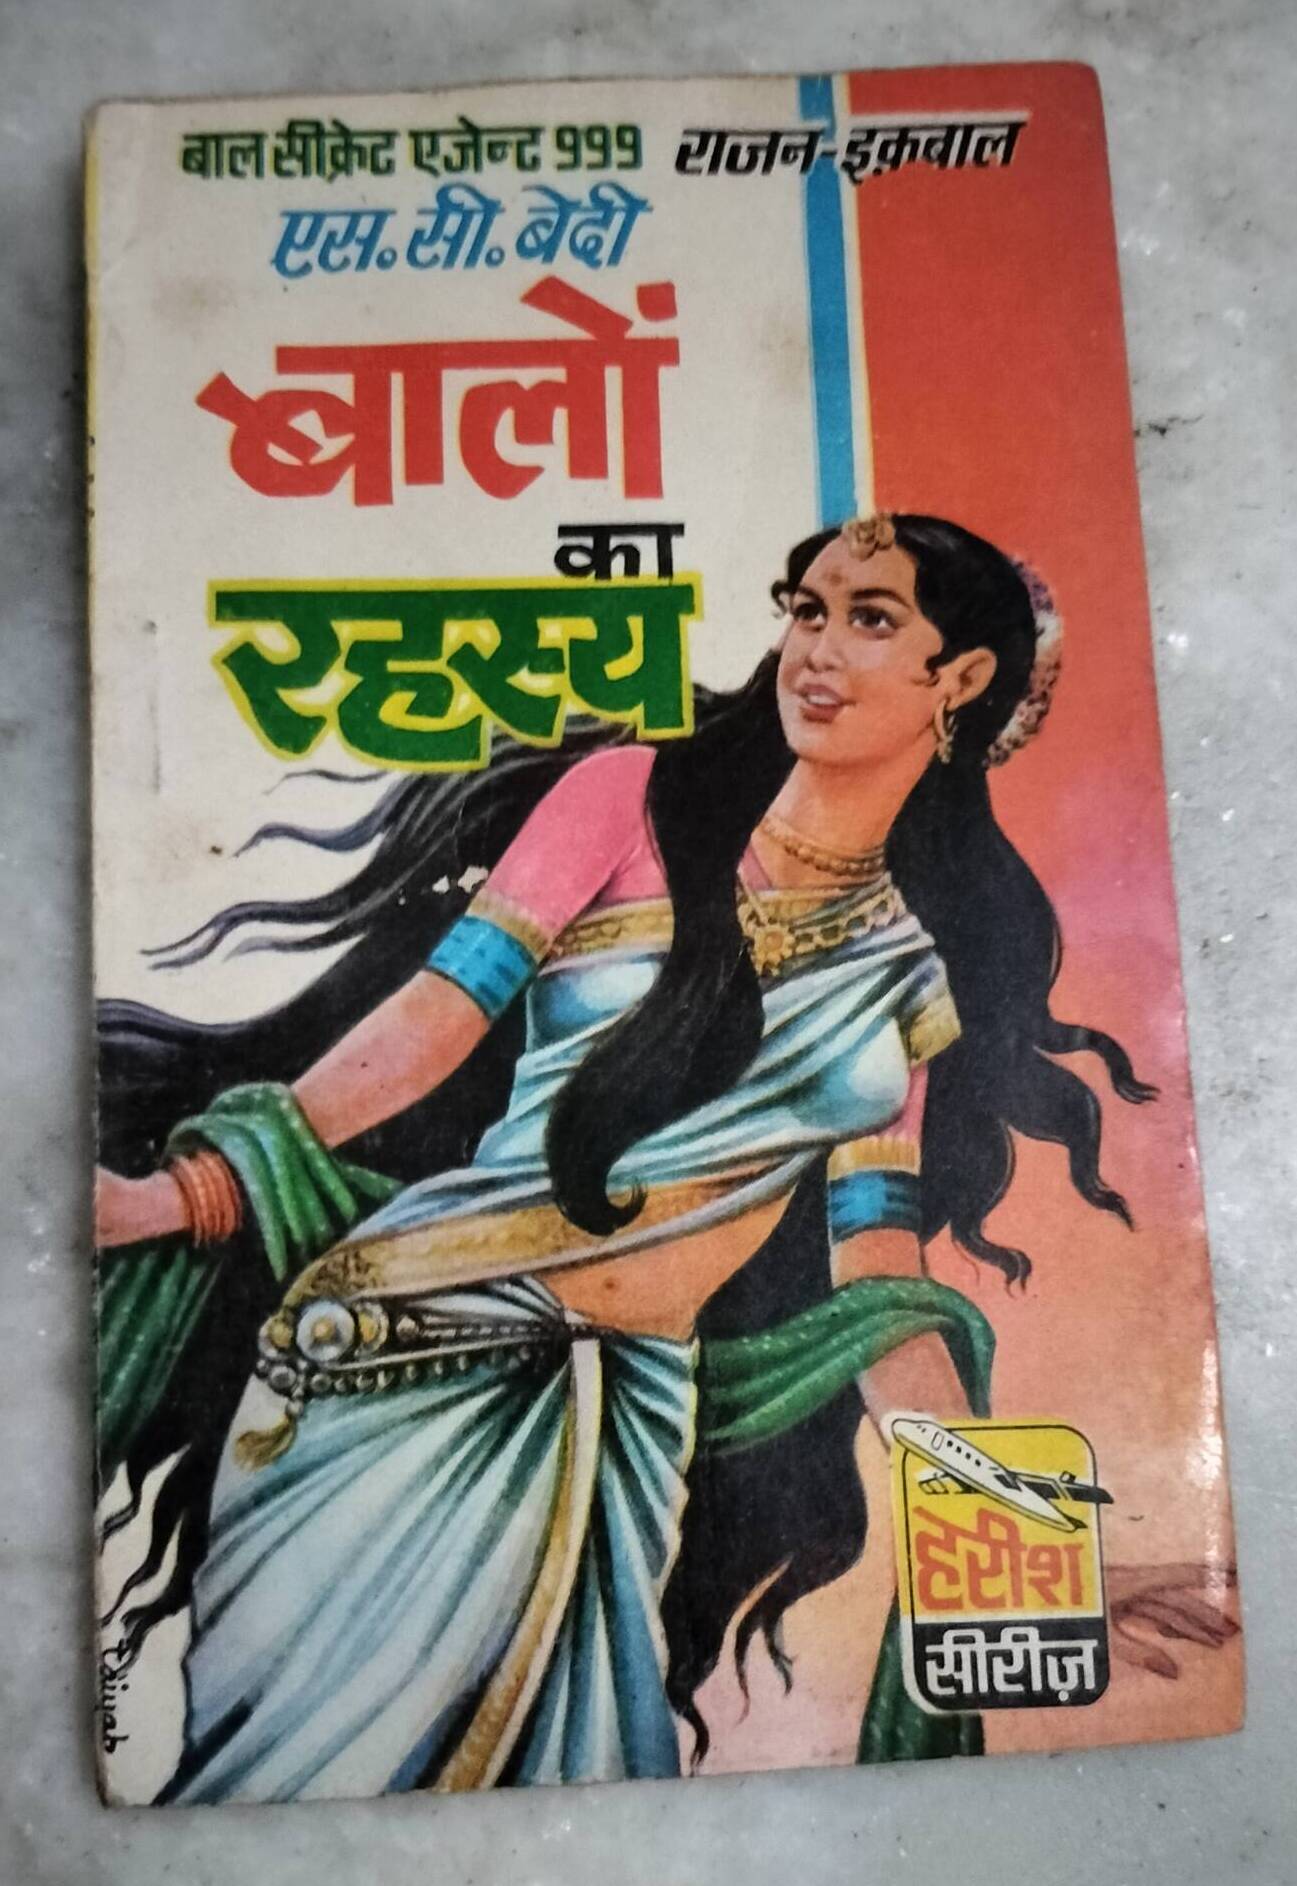 बाल सीक्रेट एजेन्ट 999 राजन-इक़बाल
एस.सी.बेदी
बालों
का
रहस्य
हरीश
सीरीज़